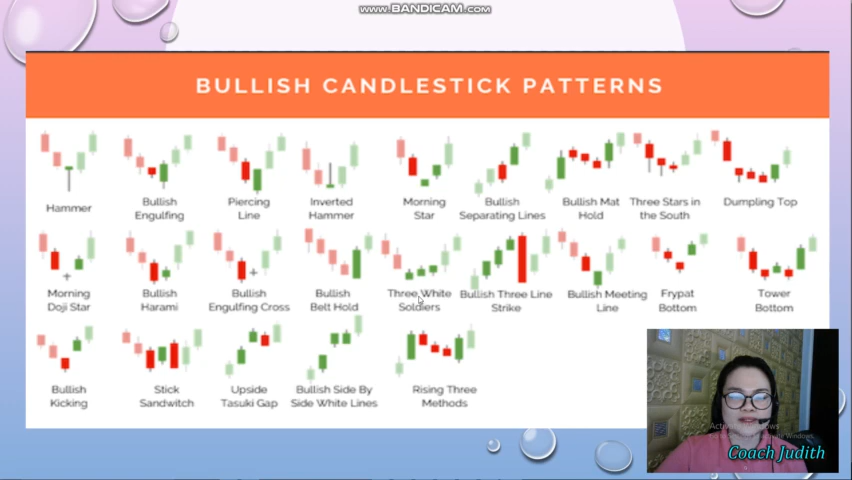 WWW.BANDICAM.COM
BULLISH CANDLESTICK PATTERNS
Hammer
Bullish
Engulfing
Piercing
Line
Inverted
Hammer
Morning
Star
Bullish
Separating Lines
Bullish Mat
Hold
Three Stars in
the South
Dumpling Top
Morning
Doji Star
Bullish
Harami
Bullish
Engulfing Cross
Bullish
Belt Hold
Three White
Soldiers
Bullish Three Line
Strike
Bullish Meeting
Line
Frypat
Bottom
Tower
Bottom
Bullish
Kicking
Stick
Sandwitch
Upside
Tasuki Gap
Bullish Side By
Side White Lines
Rising Three
Methods
Activate Windows
Coach Judith